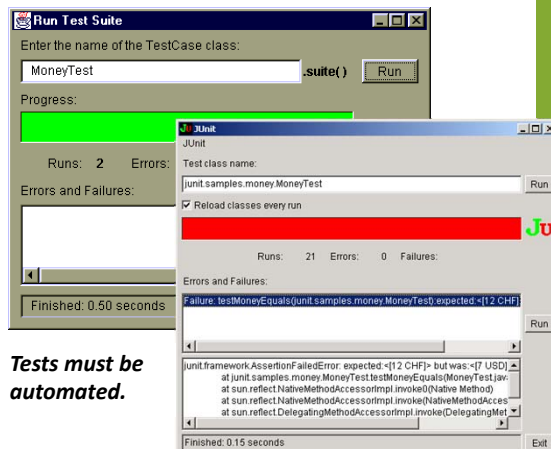 Run Test Suite
Enter the name of the TestCase class:
MoneyTest .suite( ) Run
Progress:
Runs: 2 Errors:
Errors and Failures:
Finished: 0.50 seconds
JUnit
JUnit
Test class name:
junit.samples.money.MoneyTest Run
Reload classes every run
JU
Runs: 21 Errors: 0 Failures:
Errors and Failures:
Failure: testMoneyEquals(junit.samples.money.MoneyTest):expected:<[12 CHF]
Run
junit.framework.AssertionFailedError: expected:<[12 CHF]> but was:<[7 USD]
at junit.samples.money.MoneyTest.testMoneyEquals(MoneyTest.jav
at sun.reflect.NativeMethodAccessorImpl.invoke0(Native Method)
at sun.reflect.NativeMethodAccessorImpl.invoke(NativeMethodAcces
at sun.reflect.DelegatingMethodAccessorImpl.invoke(DelegatingMet
Finished: 0.15 seconds Exit
Tests must be
automated.